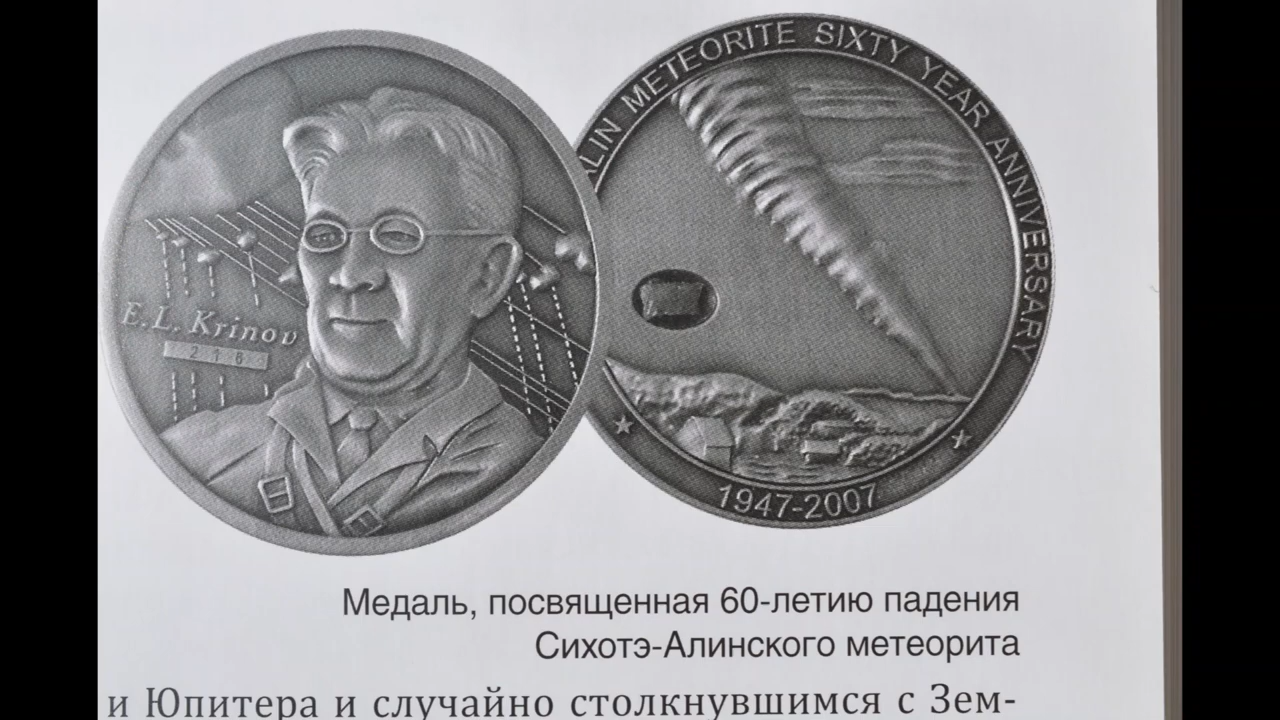 E.L. Krinov
216
ALIN METEORITE SIXTY YEAR ANNIVERSARY
1947-2007
Медаль, посвященная 60-летию падения
Сихотэ-Алинского метеорита
и Юпитера и случайно столкнувшимся с Зем-